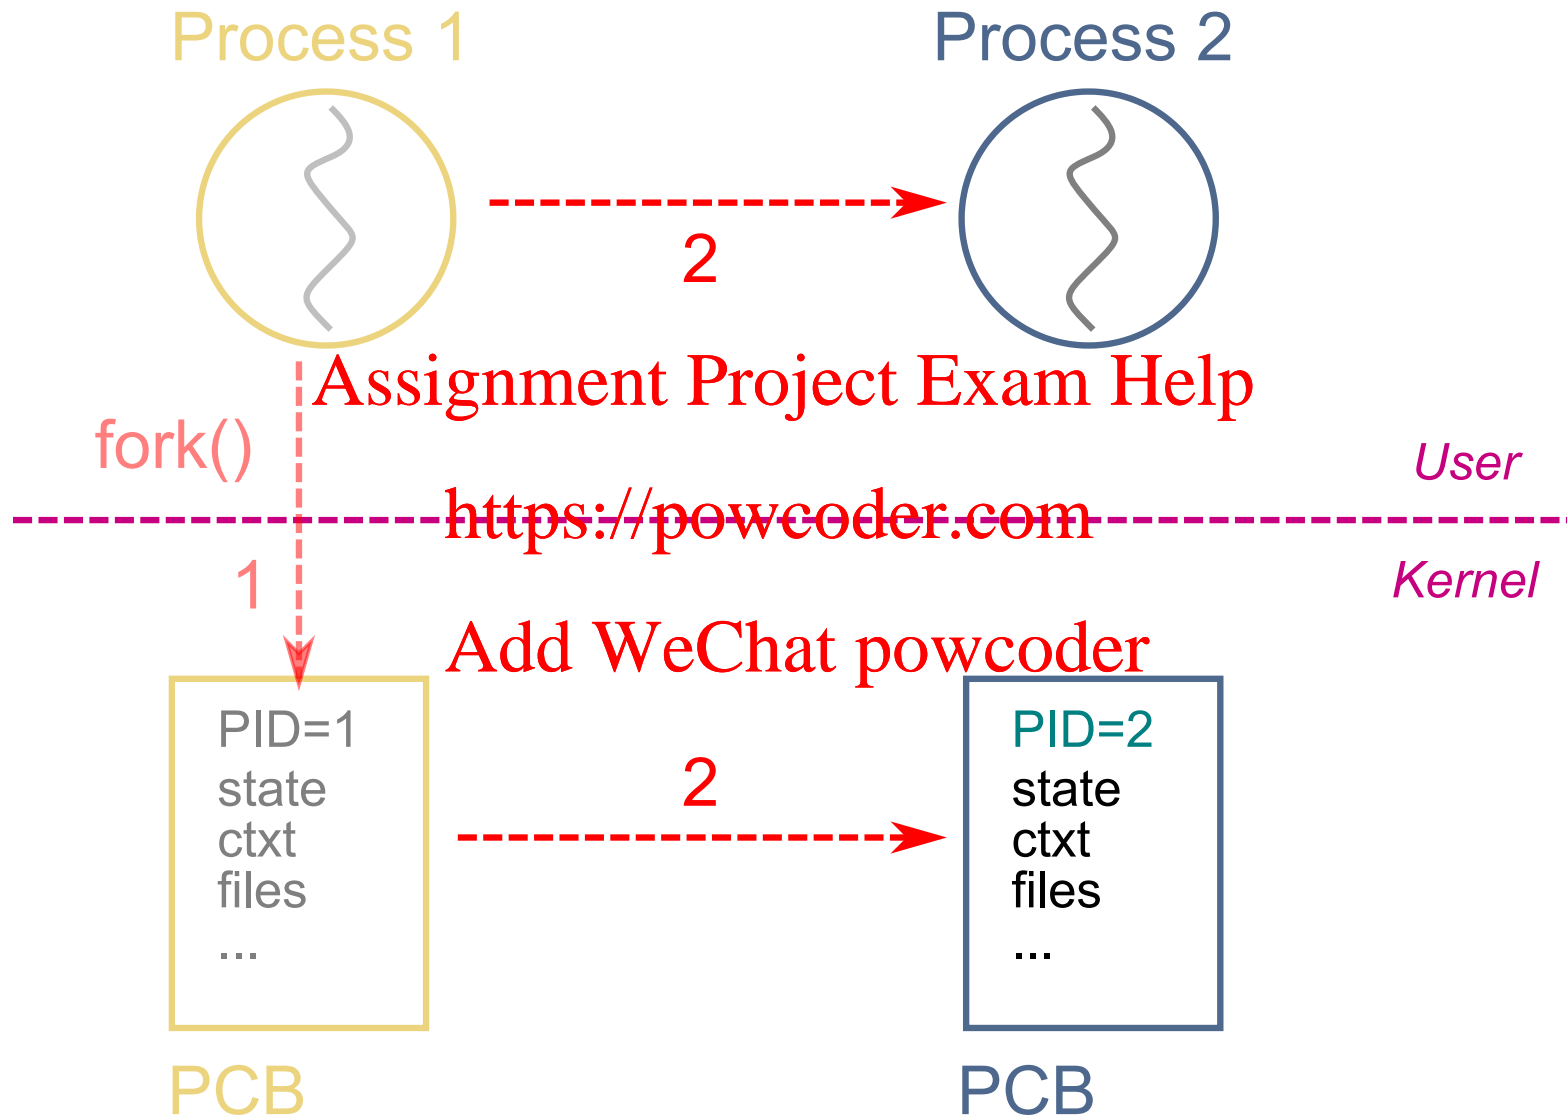 Process 1
Process 2
2
Assignment Project Exam Help
fork()
User
https://powcoder.com
1
Kernel
Add WeChat powcoder
PID=1
state
ctxt
files
...
2
PID=2
state
ctxt
files
...
PCB
PCB